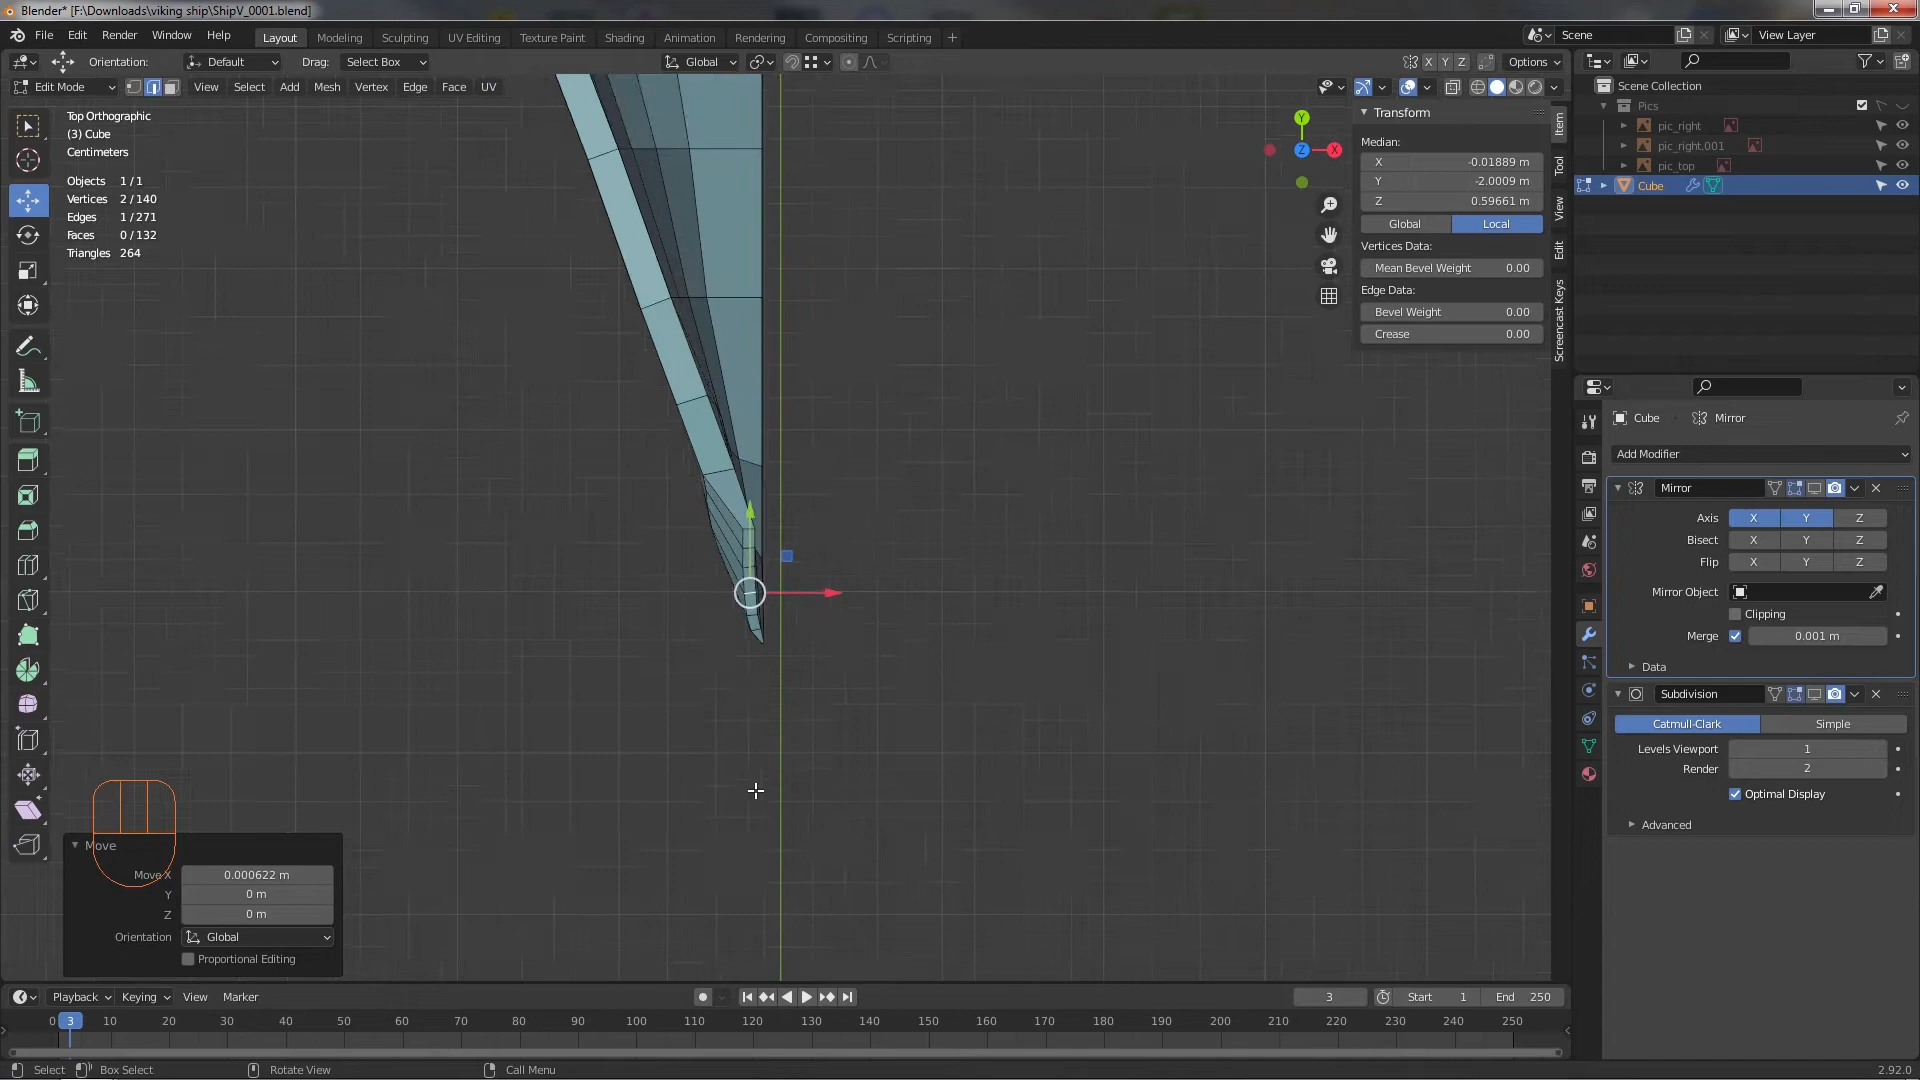 Blender* [F:\Downloads\viking ship\ShipV_0001.blend]
File Edit Render Window Help Layout Modeling Sculpting UV Editing Texture Paint Shading Animation Rendering Compositing Scripting + Scene View Layer
Orientation: Default Drag: Select Box Global X Y Z Options
Edit Mode View Select Add Mesh Vertex Edge Face UV
Top Orthographic
(3) Cube
Centimeters
Objects 1 / 1
Vertices 2 / 140
Edges 1 / 271
Faces 0 / 132
Triangles 264
Y
Z
X
Transform
Median:
X -0.01889 m
Y -2.0009 m
Z 0.59661 m
Global Local
Vertices Data:
Mean Bevel Weight 0.00
Edge Data:
Bevel Weight 0.00
Crease 0.00
Item
Tool
View
Edit
Screencast Keys
Scene Collection
Pics
pic_right
pic_right.001
pic_top
Cube
Cube Mirror
Add Modifier
Mirror
Axis X Y Z
Bisect X Y Z
Flip X Y Z
Mirror Object
Clipping
Merge 0.001 m
Data
Subdivision
Catmull-Clark Simple
Levels Viewport 1
Render 2
Optimal Display
Advanced
Move
Move X 0.000622 m
Y 0 m
Z 0 m
Orientation Global
Proportional Editing
Playback Keying View Marker 3 Start 1 End 250
0 3 10 20 30 40 50 60 70 80 90 100 110 120 130 140 150 160 170 180 190 200 210 220 230 240 250
Select Box Select Rotate View Call Menu 2.92.0